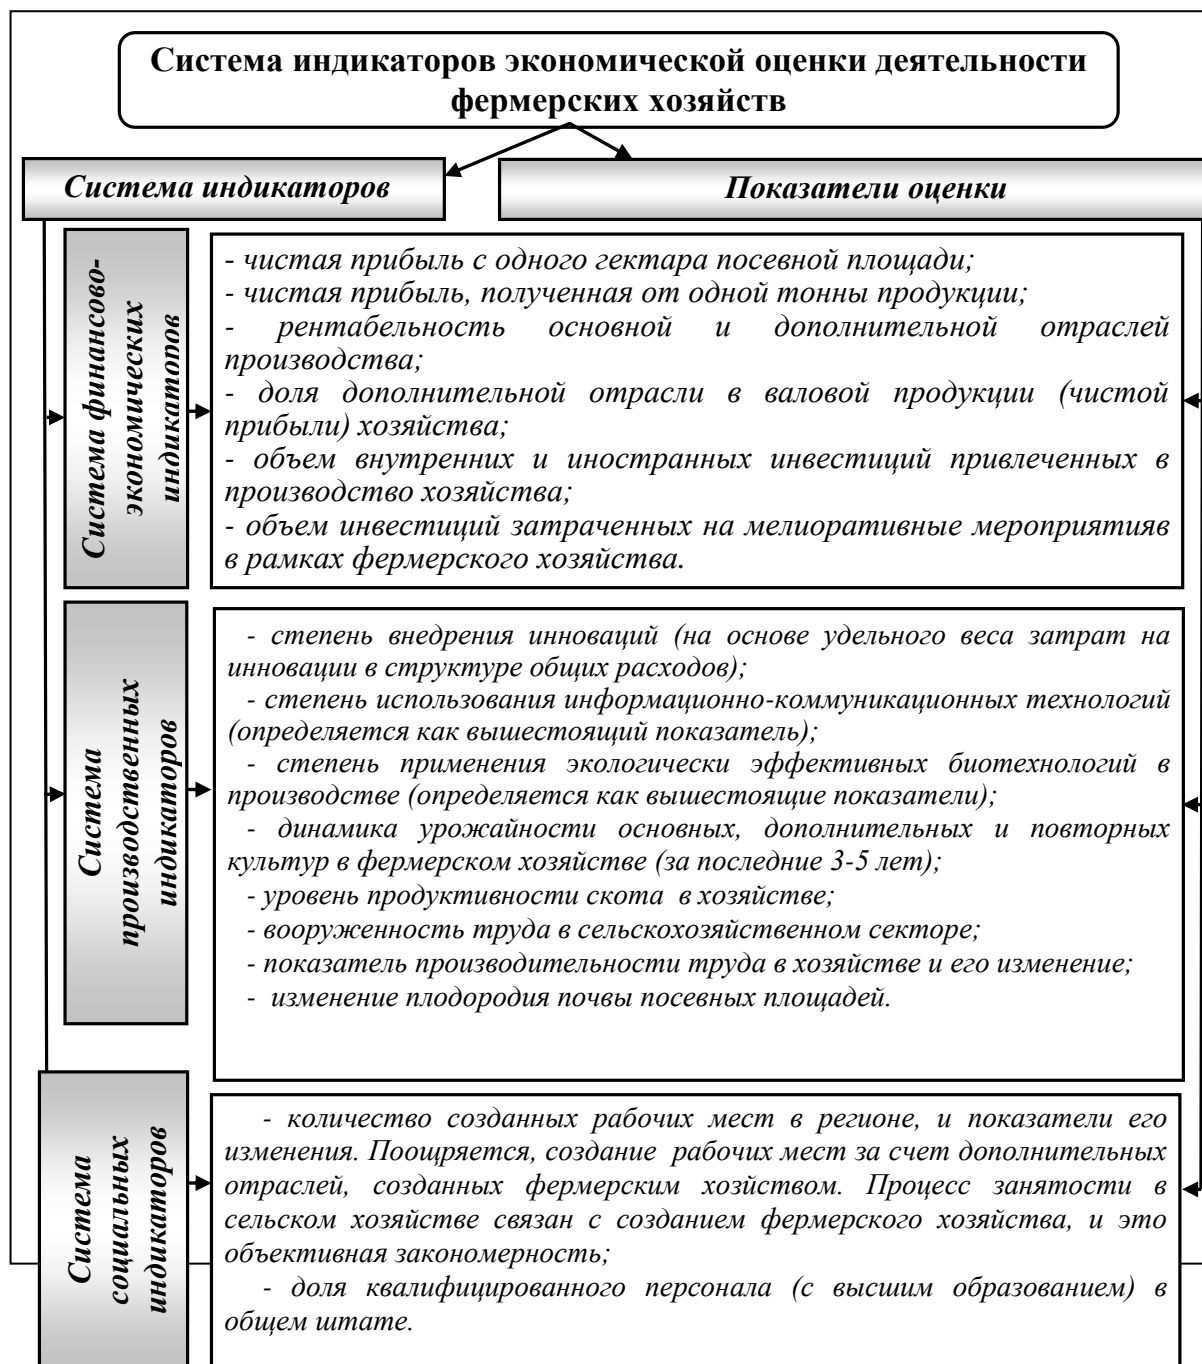 Система индикаторов экономической оценки деятельности
фермерских хозяйств
Система индикаторов
Показатели оценки
Система финансово-
экономических
индикаторов
- чистая прибыль с одного гектара посевной площади;
- чистая прибыль, полученная от одной тонны продукции;
- рентабельность основной и дополнительной отраслей
производства;
- доля дополнительной отрасли в валовой продукции (чистой
прибыли) хозяйства;
- объем внутренних и иностранных инвестиций привлеченных в
производство хозяйства;
- объем инвестиций затраченных на мелиоративные мероприятияв
в рамках фермерского хозяйства.
Система
производственных
индикаторов
- степень внедрения инноваций (на основе удельного веса затрат на
инновации в структуре общих расходов);
- степень использования информационно-коммуникационных технологий
(определяется как вышестоящий показатель);
- степень применения экологически эффективных биотехнологий в
производстве (определяется как вышестоящие показатели);
- динамика урожайности основных, дополнительных и повторных
культур в фермерском хозяйстве (за последние 3-5 лет);
- уровень продуктивности скота в хозяйстве;
- вооруженность труда в сельскохозяйственном секторе;
- показатель производительности труда в хозяйстве и его изменение;
- изменение плодородия почвы посевных площадей.
Система
социальных
индикаторов
- количество созданных рабочих мест в регионе, и показатели его
изменения. Поощряется, создание рабочих мест за счет дополнительных
отраслей, созданных фермерским хозйством. Процесс занятости в
сельском хозяйстве связан с созданием фермерского хозяйства, и это
объективная закономерность;
- доля квалифицированного персонала (с высшим образованием) в
общем штате.